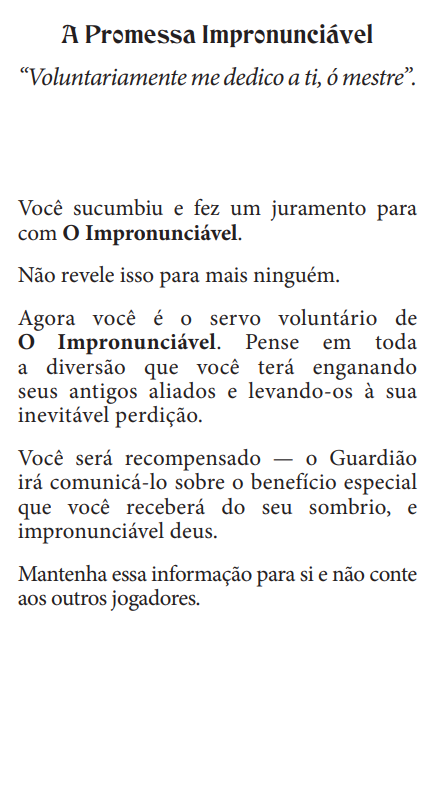 A Promessa Impronunciável
“Voluntariamente me dedico a ti, ó mestre”.
Você sucumbiu e fez um juramento para
com O Impronunciável.
Não revele isso para mais ninguém.
Agora você é o servo voluntário de
O Impronunciável. Pense em toda
a diversão que você terá enganando
seus antigos aliados e levando-os à sua
inevitável perdição.
Você será recompensado — o Guardião
irá comunicá-lo sobre o benefício especial
que você receberá do seu sombrio, e
impronunciável deus.
Mantenha essa informação para si e não conte
aos outros jogadores.